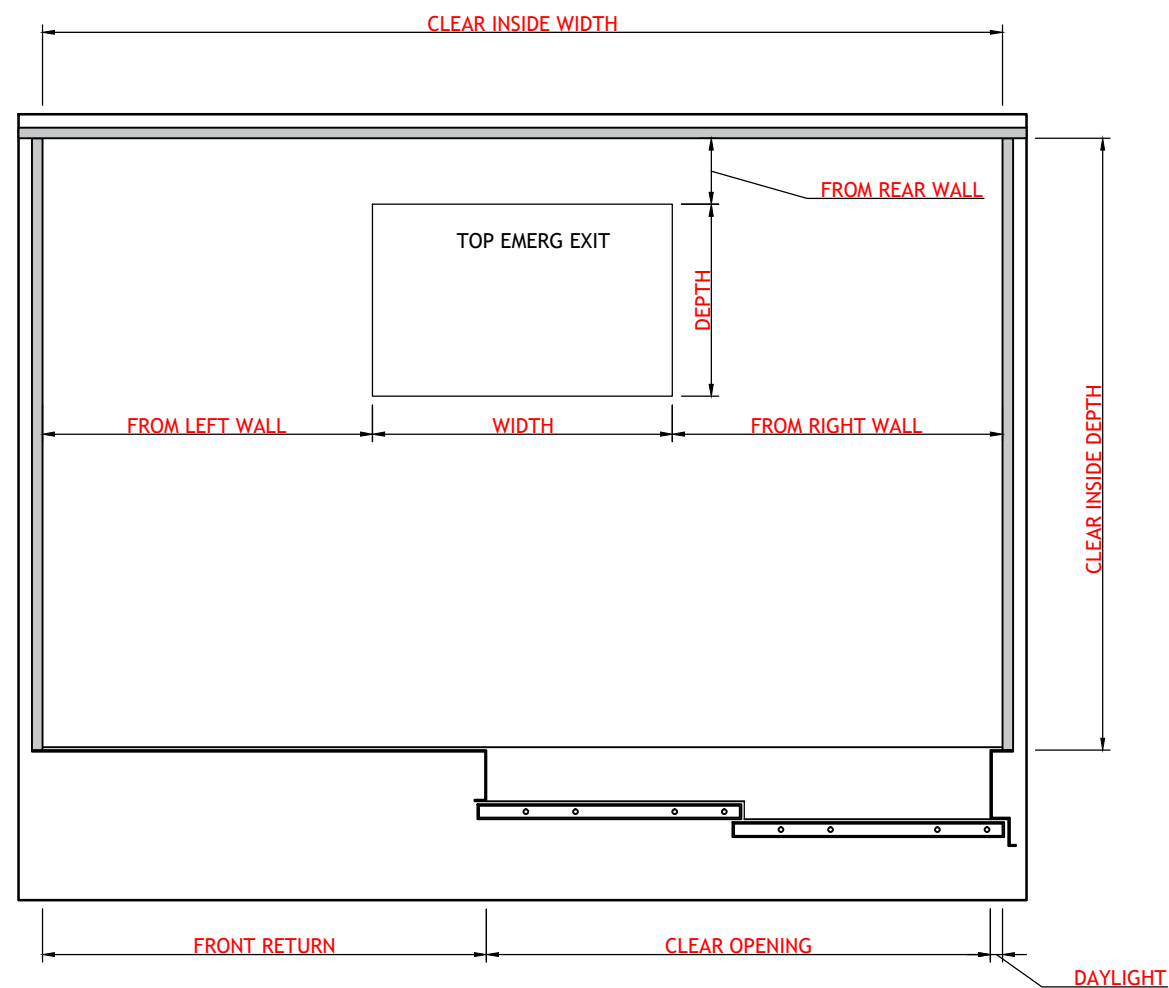 CLEAR INSIDE WIDTH
FROM REAR WALL
TOP EMERG EXIT
DEPTH
FROM LEFT WALL
WIDTH
FROM RIGHT WALL
CLEAR INSIDE DEPTH
FRONT RETURN
CLEAR OPENING
DAYLIGHT